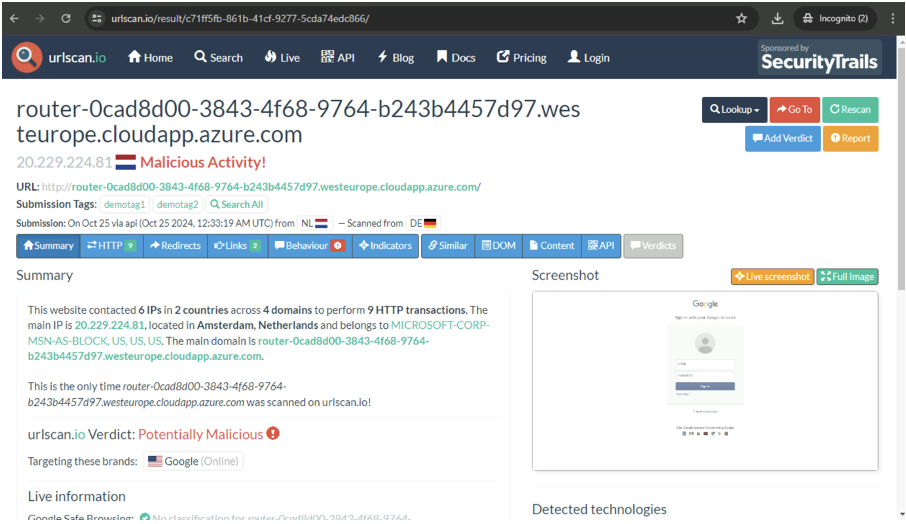 urlscan.io/result/c71ff5fb-861b-41cf-9277-5cda74edc866/
Incognito (2)
urlscan.io Home Search Live API Blog Docs Pricing Login
Sponsored by
SecurityTrails
router-0cad8d00-3843-4f68-9764-b243b4457d97.wes
teurope.cloudapp.azure.com
Lookup Go To Rescan
Add Verdict Report
20.229.224.81 Malicious Activity!
URL: http://router-0cad8d00-3843-4f68-9764-b243b4457d97.westeurope.cloudapp.azure.com/
Submission Tags: demotag1 demotag2 Search All
Submission: On Oct 25 via api (Oct 25 2024, 12:33:19 AM UTC) from NL — Scanned from DE
Summary HTTP 9 Redirects Links 2 Behaviour Indicators Similar DOM Content API Verdicts
Summary
This website contacted 6 IPs in 2 countries across 4 domains to perform 9 HTTP transactions. The
main IP is 20.229.224.81, located in Amsterdam, Netherlands and belongs to MICROSOFT-CORP-
MSN-AS-BLOCK, US, US, US. The main domain is router-0cad8d00-3843-4f68-9764-
b243b4457d97.westeurope.cloudapp.azure.com.
This is the only time router-0cad8d00-3843-4f68-9764-
b243b4457d97.westeurope.cloudapp.azure.com was scanned on urlscan.io!
urlscan.io Verdict: Potentially Malicious
Targeting these brands: Google (Online)
Live information
Google Safe Browsing: No classification for router-0cad8d00-3843-4f68-9764-
Screenshot
Live screenshot Full Image
Google
Sign in with your Google Account
Sign in
Detected technologies